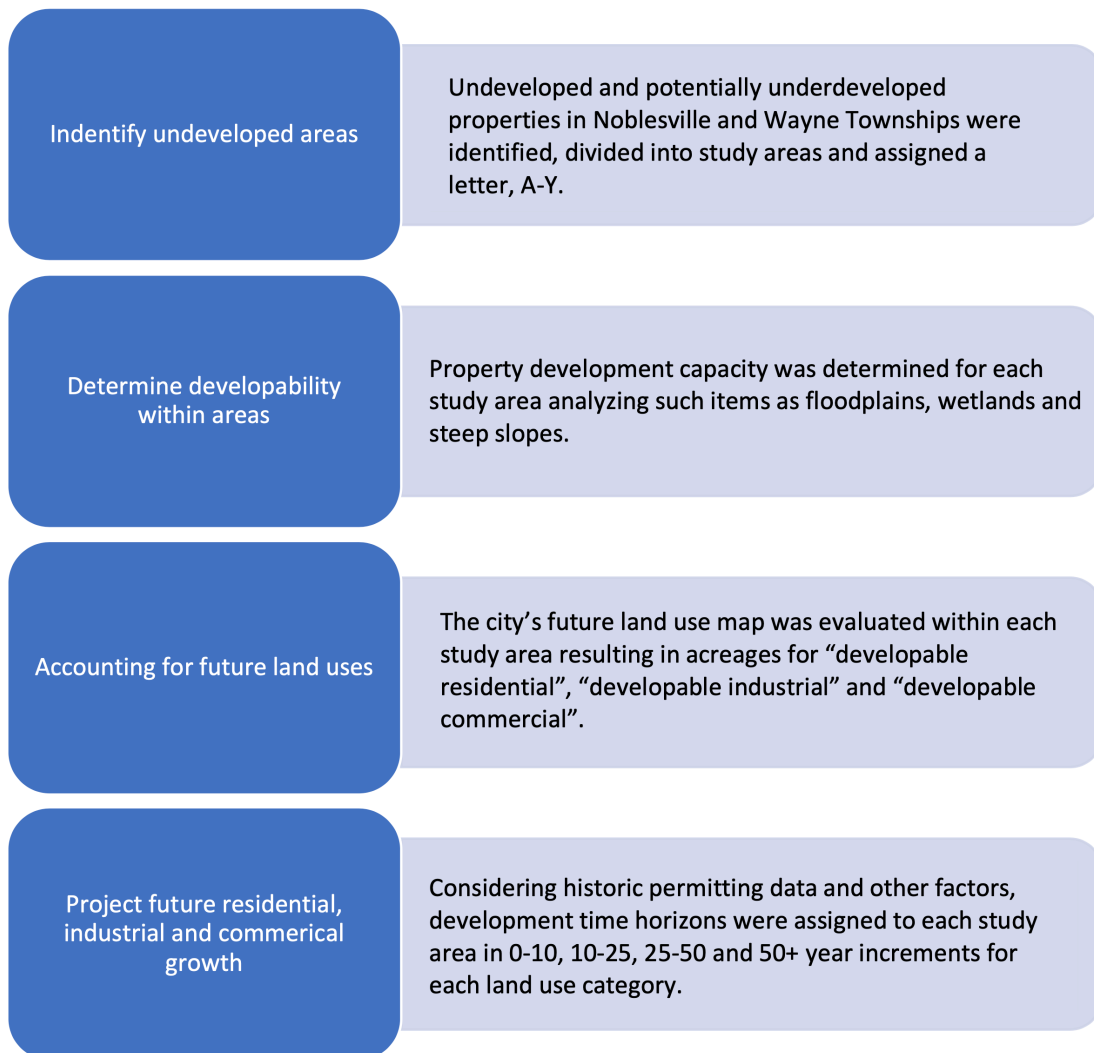 Indentify undeveloped areas
Undeveloped and potentially underdeveloped
properties in Noblesville and Wayne Townships were
identified, divided into study areas and assigned a
letter, A-Y.
Determine developability
within areas
Property development capacity was determined for each
study area analyzing such items as floodplains, wetlands and
steep slopes.
Accounting for future land uses
The city’s future land use map was evaluated within each
study area resulting in acreages for “developable
residential”, “developable industrial” and “developable
commercial”.
Project future residential,
industrial and commerical
growth
Considering historic permitting data and other factors,
development time horizons were assigned to each study
area in 0-10, 10-25, 25-50 and 50+ year increments for
each land use category.